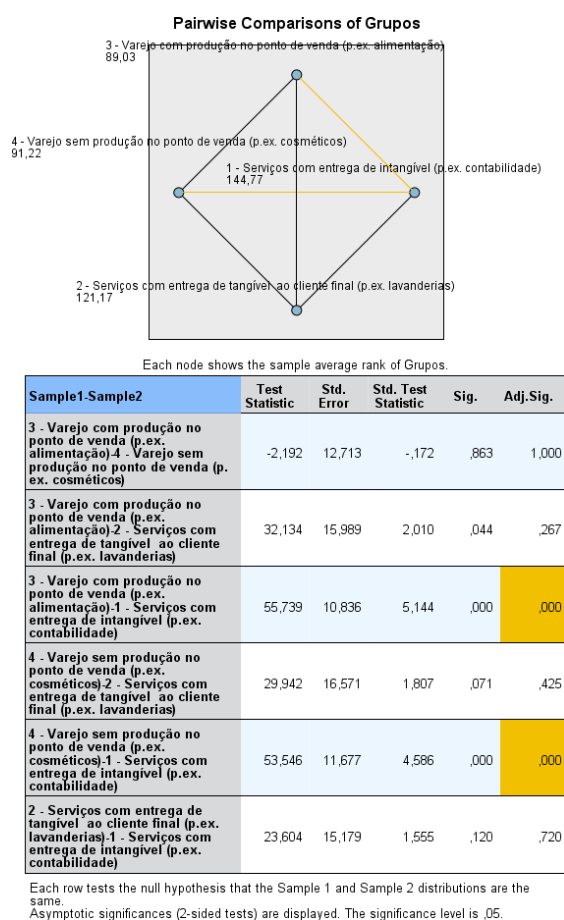 Pairwise Comparisons of Grupos
3 - Varejo com produção no ponto de venda (p.ex. alimentação)
89,03
4 - Varejo sem produção no ponto de venda (p.ex. cosméticos)
91,22
1 - Serviços com entrega de intangível (p.ex. contabilidade)
144,77
2 - Serviços com entrega de tangível  ao cliente final (p.ex. lavanderias)
121,17
Each node shows the sample average rank of Grupos.
Sample1-Sample2 Test Statistic Std. Error Std. Test Statistic Sig. Adj.Sig.
3 - Varejo com produção no
ponto de venda (p.ex.
alimentação)-4 - Varejo sem
produção no ponto de venda (p.
ex. cosméticos)
-2,192 12,713 -,172 ,863 1,000
3 - Varejo com produção no
ponto de venda (p.ex.
alimentação)-2 - Serviços com
entrega de tangível  ao cliente
final (p.ex. lavanderias)
32,134 15,989 2,010 ,044 ,267
3 - Varejo com produção no
ponto de venda (p.ex.
alimentação)-1 - Serviços com
entrega de intangível (p.ex.
contabilidade)
55,739 10,836 5,144 ,000 ,000
4 - Varejo sem produção no
ponto de venda (p.ex.
cosméticos)-2 - Serviços com
entrega de tangível  ao cliente
final (p.ex. lavanderias)
29,942 16,571 1,807 ,071 ,425
4 - Varejo sem produção no
ponto de venda (p.ex.
cosméticos)-1 - Serviços com
entrega de intangível (p.ex.
contabilidade)
53,546 11,677 4,586 ,000 ,000
2 - Serviços com entrega de
tangível  ao cliente final (p.ex.
lavanderias)-1 - Serviços com
entrega de intangível (p.ex.
contabilidade)
23,604 15,179 1,555 ,120 ,720
Each row tests the null hypothesis that the Sample 1 and Sample 2 distributions are the
same.
Asymptotic significances (2-sided tests) are displayed. The significance level is ,05.